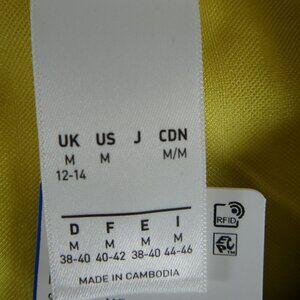 UK US J CDN
M M M/M
12-14
D F E I
M M M M
38-40 40-42 38-40 44-46
MADE IN CAMBODIA
RFID